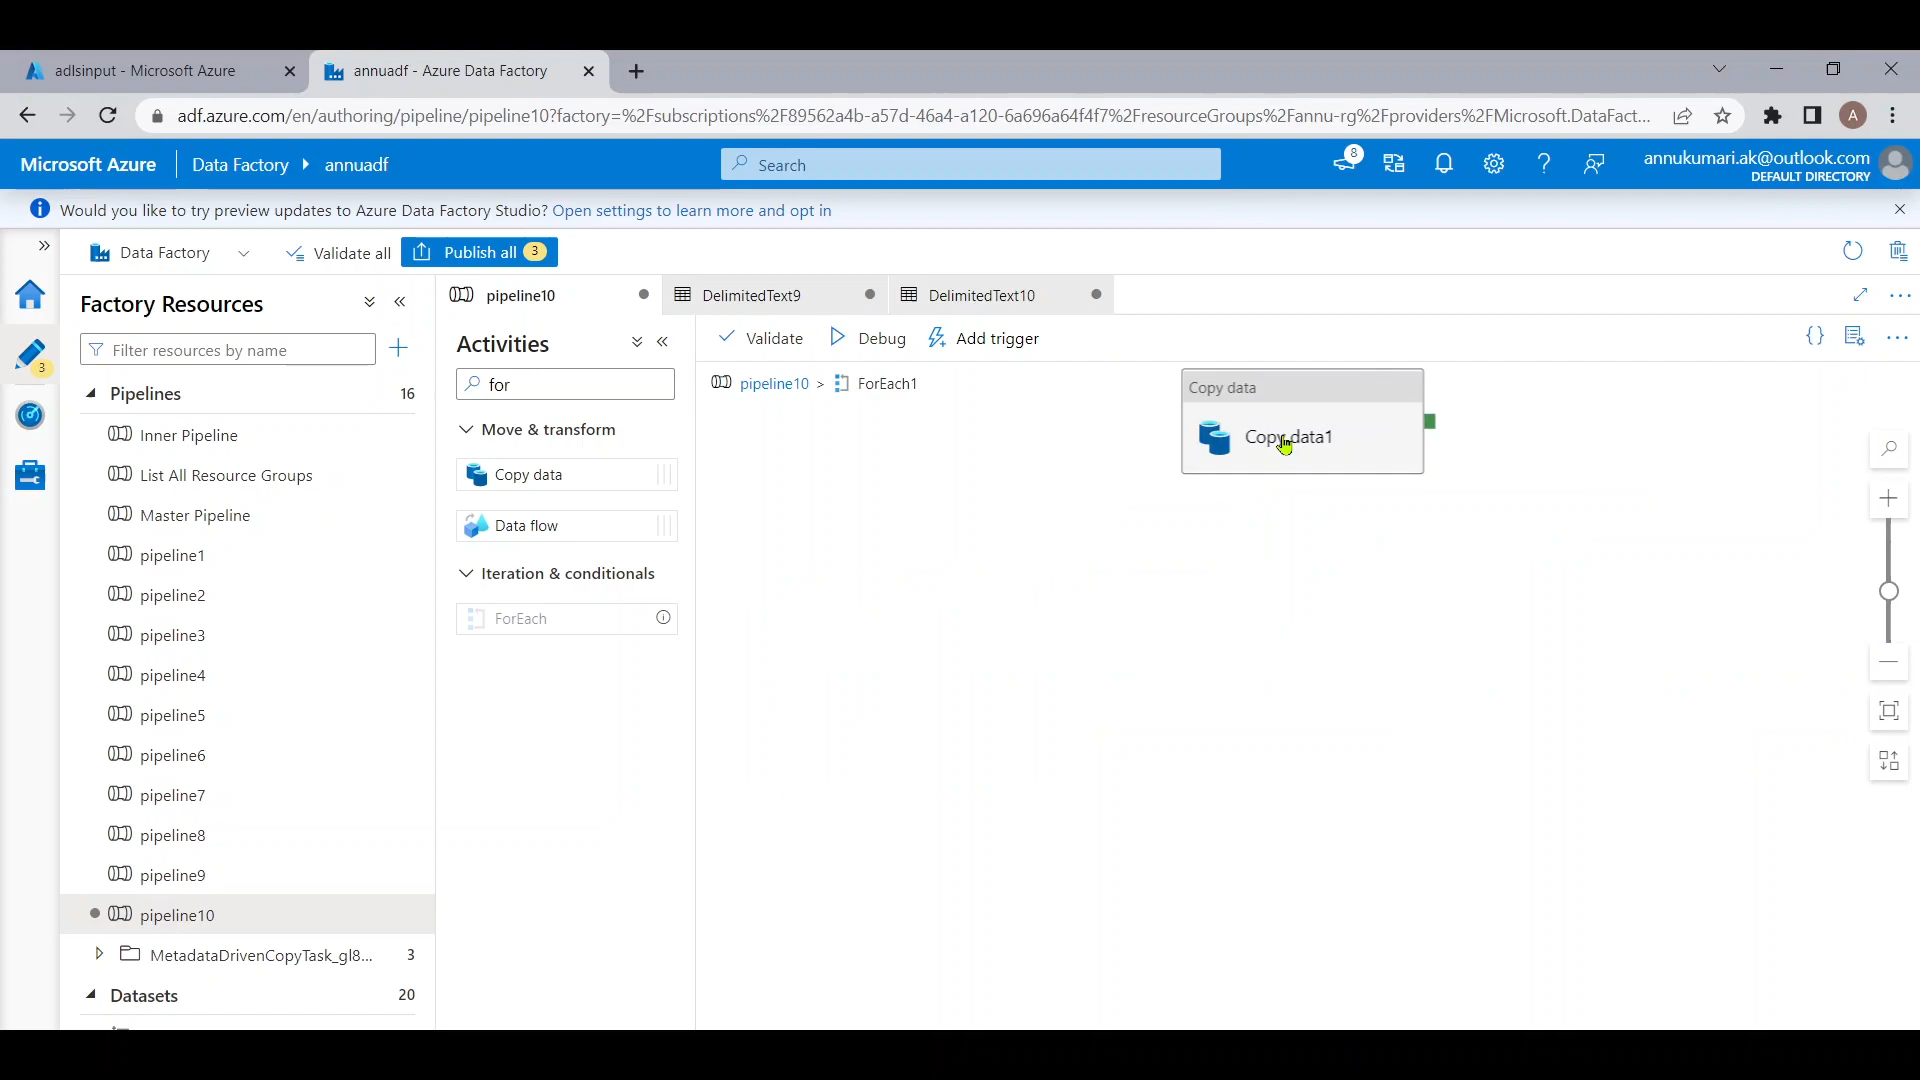 adlsinput - Microsoft Azure
annuadf - Azure Data Factory
adf.azure.com/en/authoring/pipeline/pipeline10?factory=%2Fsubscriptions%2F89562a4b-a57d-46a4-a120-6a696a64f4f7%2FresourceGroups%2Fannu-rg%2Fproviders%2FMicrosoft.DataFact...
A
Microsoft Azure
Data Factory
annuadf
Search
8
annukumari.ak@outlook.com
DEFAULT DIRECTORY
Would you like to try preview updates to Azure Data Factory Studio? Open settings to learn more and opt in
Data Factory
Validate all
Publish all 3
Factory Resources
Filter resources by name
3
Pipelines 16
Inner Pipeline
List All Resource Groups
Master Pipeline
pipeline1
pipeline2
pipeline3
pipeline4
pipeline5
pipeline6
pipeline7
pipeline8
pipeline9
pipeline10
MetadataDrivenCopyTask_gl8... 3
Datasets 20
pipeline10
DelimitedText9
DelimitedText10
Activities
for
Move & transform
Copy data
Data flow
Iteration & conditionals
ForEach
Validate
Debug
Add trigger
pipeline10 > ForEach1
Copy data
Copy data1